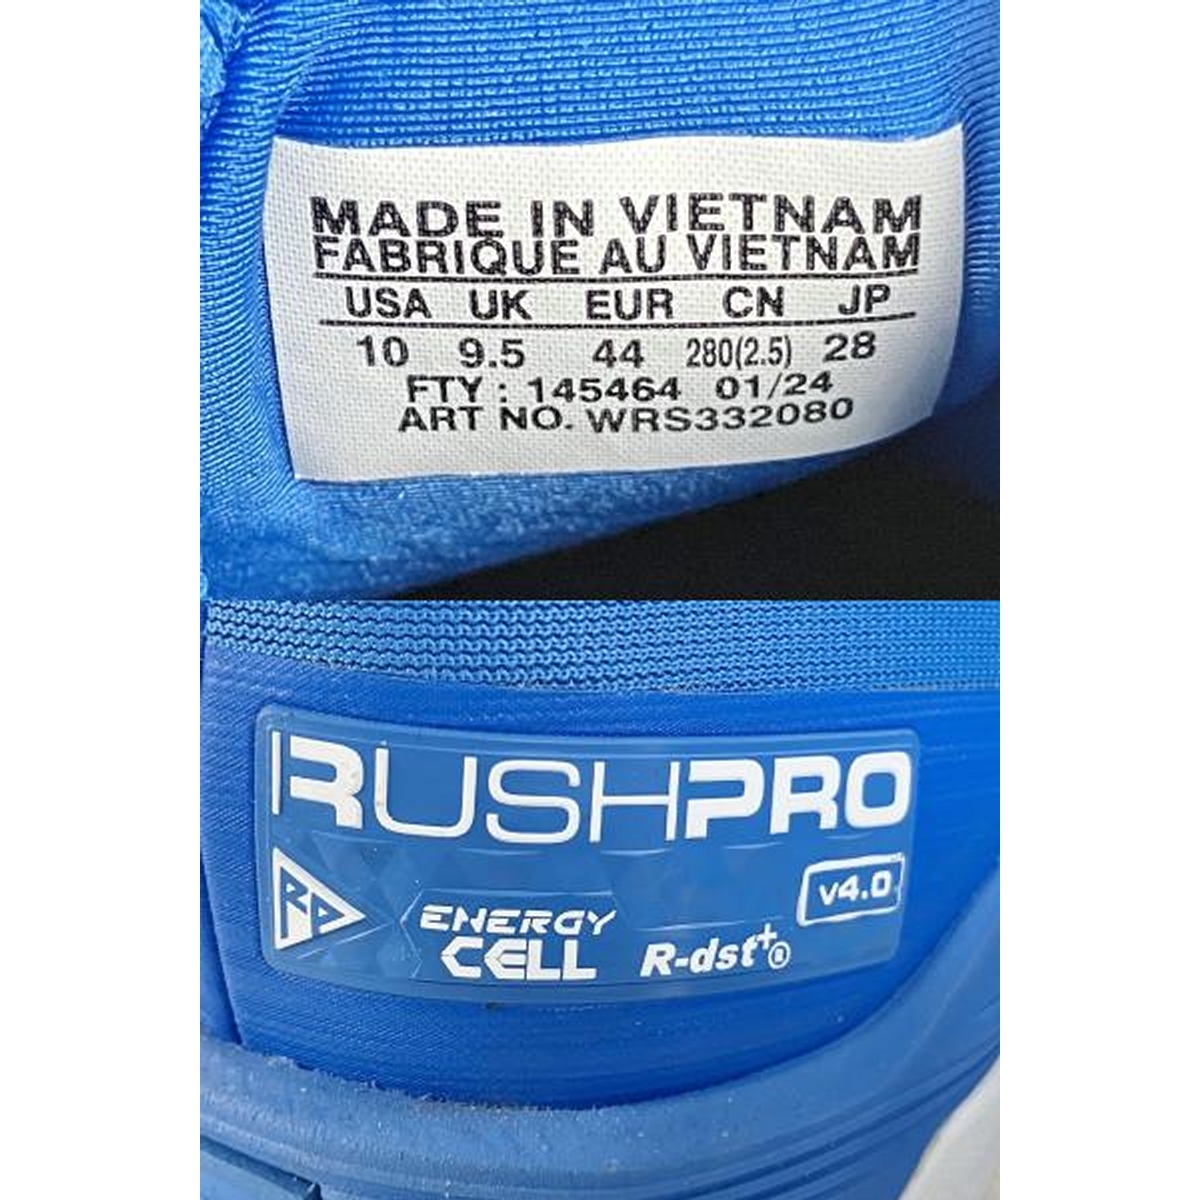 MADE IN VIETNAM
FABRIQUE AU VIETNAM
USA UK EUR CN JP
10 9.5 44 280(2.5) 28
FTY : 145464 01/24
ART NO. WRS332080
RUSHPRO
RP
v4.0
ENERGY
CELL
R-dst+®